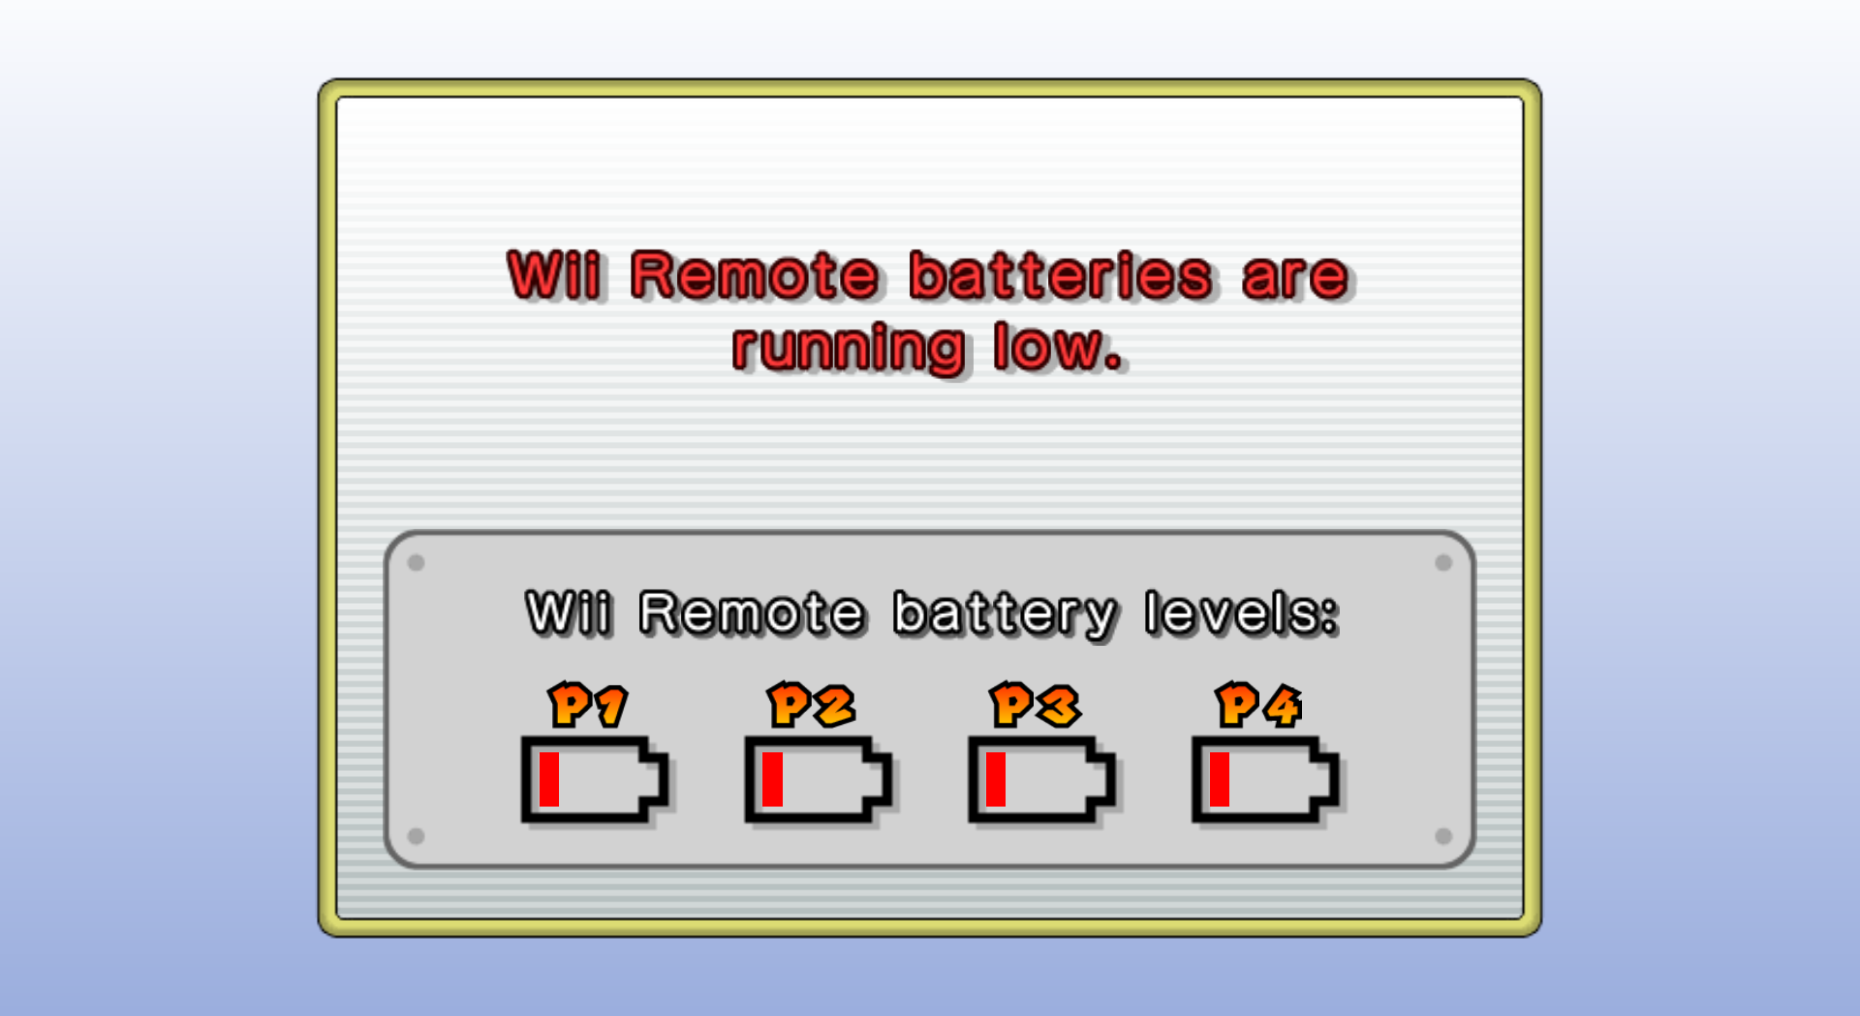 Wii Remote batteries are
running low.
Wii Remote battery levels:
P1 P2 P3 P4